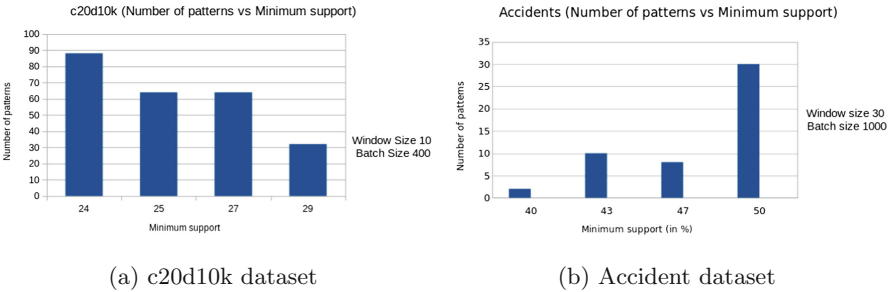 c20d10k (Number of patterns vs Minimum support)
100
90
80
70
60
50
40
30
20
10
0
Number of patterns
24 25 27 29
Minimum support
Window Size 10
Batch Size 400
(a) c20d10k dataset
Accidents (Number of patterns vs Minimum support)
35
30
25
20
15
10
5
0
Number of patterns
40 43 47 50
Minimum support (in %)
Window size 30
Batch size 1000
(b) Accident dataset